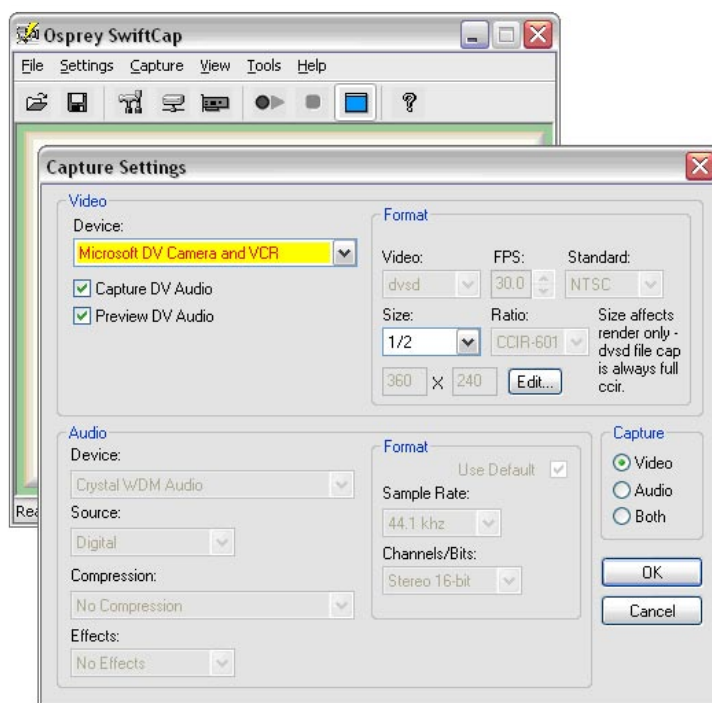 Osprey SwiftCap
File Settings Capture View Tools Help
Capture Settings
Video
Device:
Microsoft DV Camera and VCR
Capture DV Audio
Preview DV Audio
Format
Video: FPS: Standard:
dvsd 30.0 NTSC
Size: Ratio:
1/2 CCIR-601
360 X 240 Edit...
Size affects
render only -
dvsd file cap
is always full
ccir.
Audio
Device:
Crystal WDM Audio
Source:
Digital
Compression:
No Compression
Effects:
No Effects
Format
Use Default
Sample Rate:
44.1 khz
Channels/Bits:
Stereo 16-bit
Capture
Video
Audio
Both
OK
Cancel